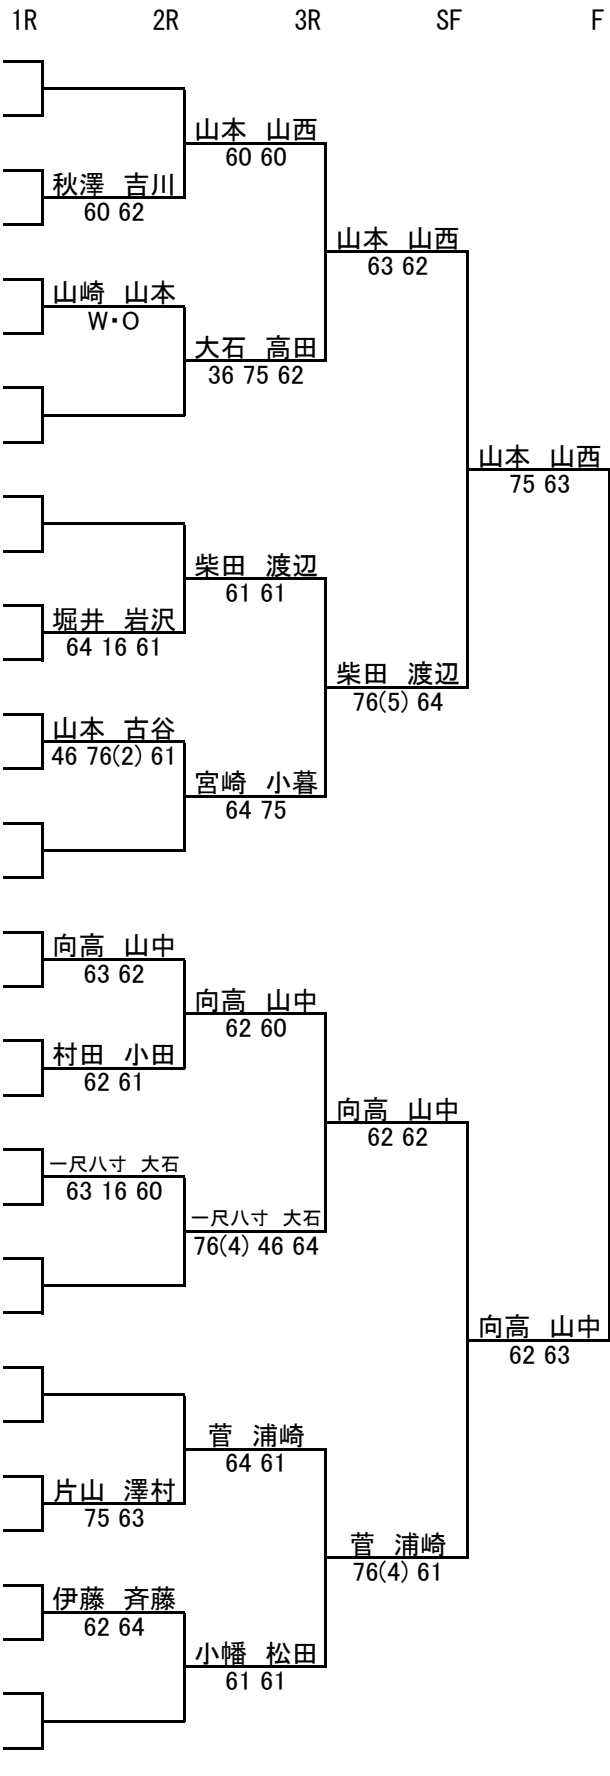 1R 2R 3R SF F
山本 山西
60 60
秋澤 吉川
60 62
山本 山西
63 62
山崎 山本
W・O
大石 高田
36 75 62
山本 山西
75 63
柴田 渡辺
61 61
堀井 岩沢
64 16 61
柴田 渡辺
76(5) 64
山本 古谷
46 76(2) 61
宮崎 小暮
64 75
向高 山中
63 62
向高 山中
62 60
村田 小田
62 61
向高 山中
62 62
一尺八寸 大石
63 16 60
一尺八寸 大石
76(4) 46 64
向高 山中
62 63
菅 浦崎
64 61
片山 澤村
75 63
菅 浦崎
76(4) 61
伊藤 斉藤
62 64
小幡 松田
61 61